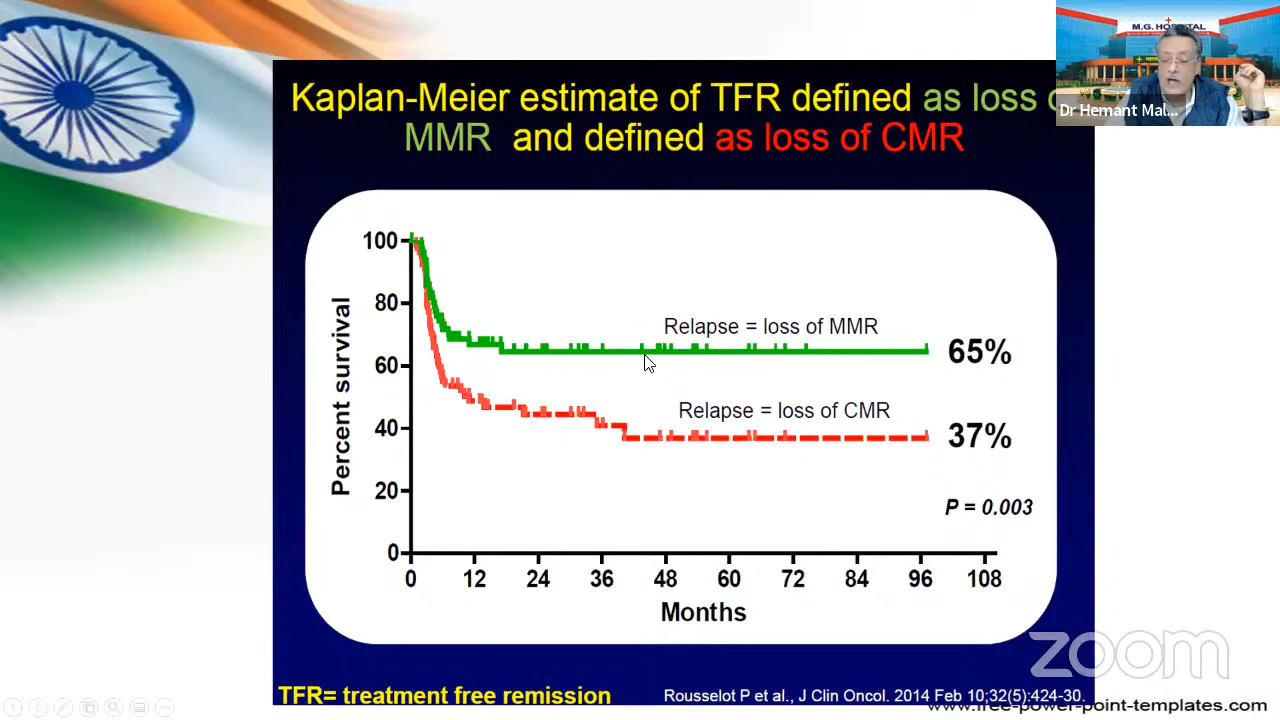 M.G. HOSPITAL
Dr Hemant Mal...
Kaplan-Meier estimate of TFR defined as loss
MMR and defined as loss of CMR
100
80
60
40
20
0
Percent survival
Relapse = loss of MMR
65%
Relapse = loss of CMR
37%
P = 0.003
0 12 24 36 48 60 72 84 96 108
Months
zoom
TFR= treatment free remission
Rousselot P et al., J Clin Oncol. 2014 Feb 10;32(5):424-30.
www.free-power-point-templates.com